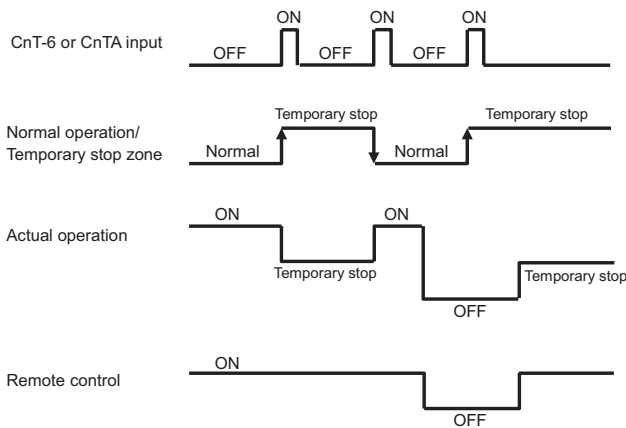 ON ON ON
CnT-6 or CnTA input
OFF OFF OFF
Temporary stop Temporary stop
Normal operation/
Temporary stop zone
Normal Normal
ON ON
Actual operation
Temporary stop Temporary stop
OFF
ON
Remote control
OFF